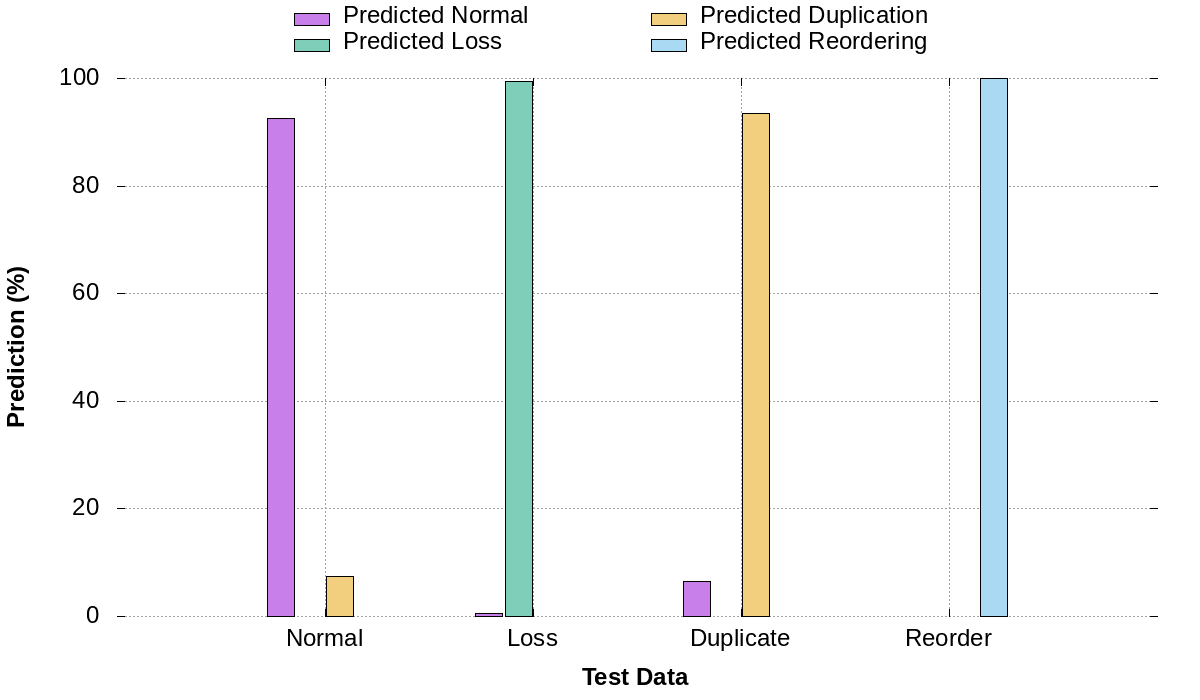 Predicted Normal
Predicted Loss
Predicted Duplication
Predicted Reordering
100
80
60
40
20
0
Prediction (%)
Normal Loss Duplicate Reorder
Test Data